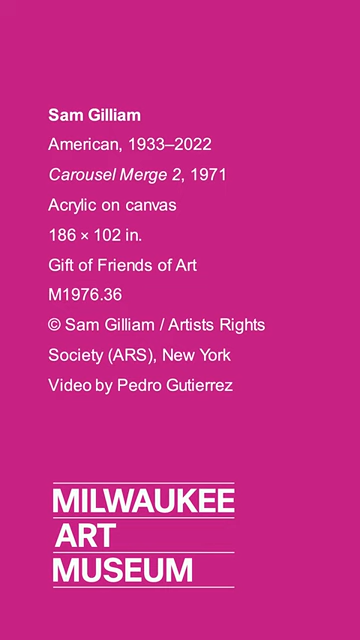 Sam Gilliam
American, 1933–2022
Carousel Merge 2, 1971
Acrylic on canvas
186 × 102 in.
Gift of Friends of Art
M1976.36
© Sam Gilliam / Artists Rights
Society (ARS), New York
Video by Pedro Gutierrez
MILWAUKEE
ART
MUSEUM